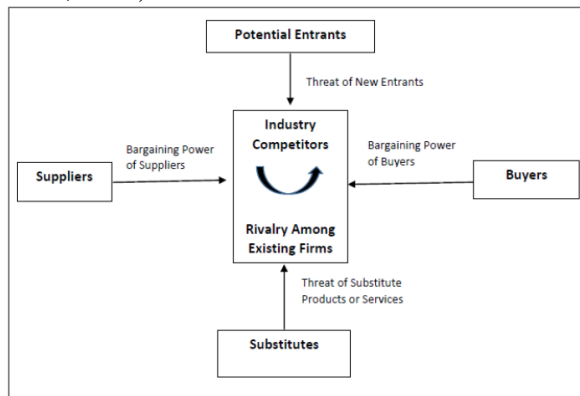 Potential Entrants
Threat of New Entrants
Industry
Competitors
Bargaining Power
of Suppliers
Bargaining Power
of Buyers
Suppliers
Buyers
Rivalry Among
Existing Firms
Threat of Substitute
Products or Services
Substitutes